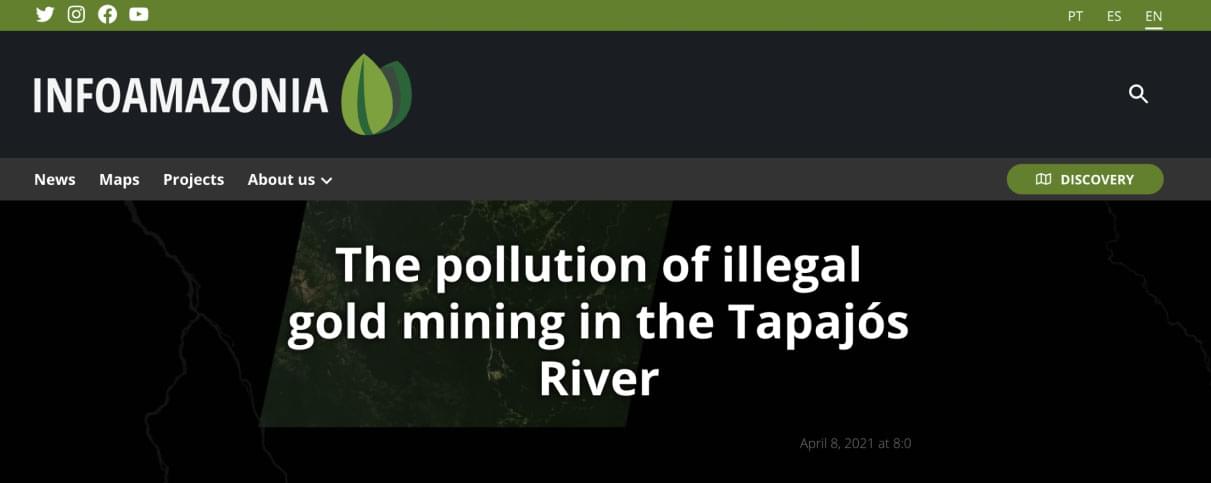 PT ES EN
INFOAMAZONIA
News Maps Projects About us DISCOVERY
The pollution of illegal
gold mining in the Tapajós
River
April 8, 2021 at 8:0